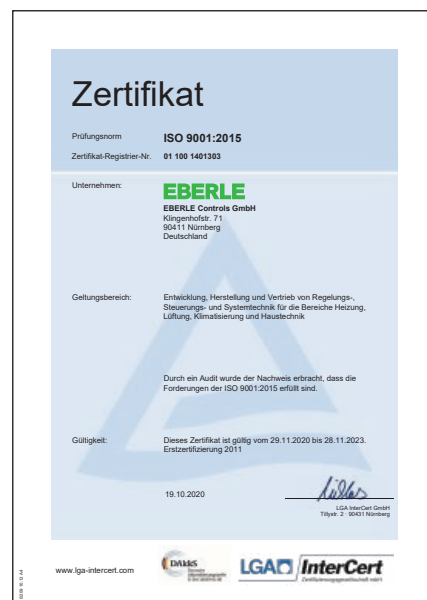 Zertifikat
Prüfungsnorm ISO 9001:2015
Zertifikat-Registrier-Nr. 01 100 1401303
Unternehmen:
EBERLE
EBERLE Controls GmbH
Klingenhofstr. 71
90411 Nürnberg
Deutschland
Geltungsbereich: Entwicklung, Herstellung und Vertrieb von Regelungs-,
Steuerungs- und Systemtechnik für die Bereiche Heizung,
Lüftung, Klimatisierung und Haustechnik
Durch ein Audit wurde der Nachweis erbracht, dass die
Forderungen der ISO 9001:2015 erfüllt sind.
Gültigkeit: Dieses Zertifikat ist gültig vom 29.11.2020 bis 28.11.2023.
Erstzertifizierung 2011
19.10.2020
LGA InterCert GmbH
Tillystr. 2 · 90431 Nürnberg
www.lga-intercert.com
DAkkS
Deutsche
Akkreditierungsstelle
LGA InterCert
Zertifizierungsgesellschaft mbH